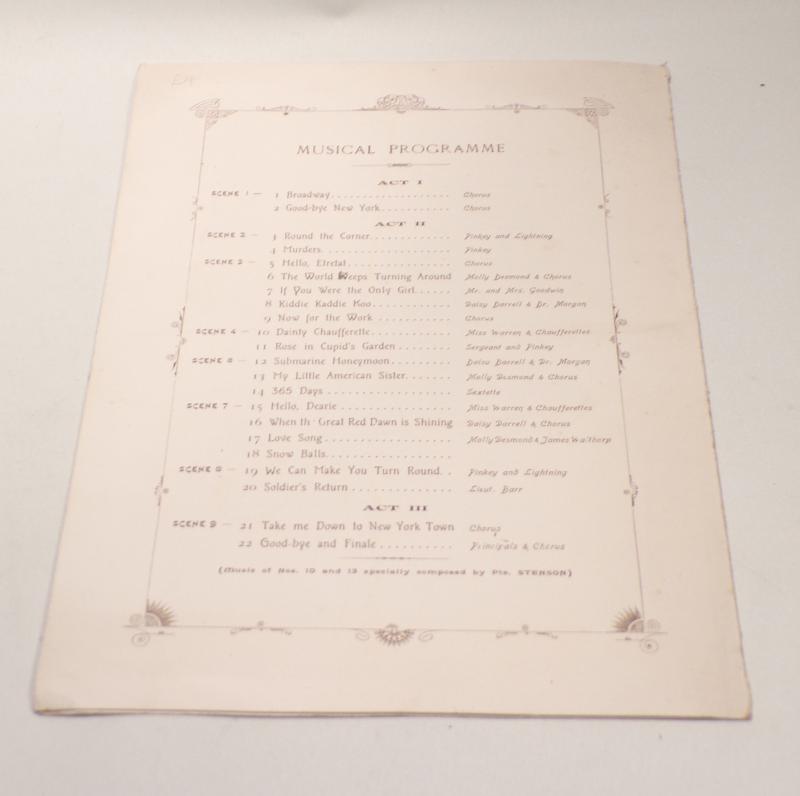 £4
MUSICAL PROGRAMME
ACT I
SCENE 1 — 1 Broadway.................... Chorus
2 Good-bye New York............ Chorus
ACT II
SCENE 2 — 3 Round the Corner.............. Pinkey and Lightning
4 Murders.................... Pinkey
SCENE 3 — 5 Hello, Etretat................ Chorus
6 The World Keeps Turning Around Molly Desmond & Chorus
7 If You Were the Only Girl...... Mr. and Mrs. Goodwin
8 Kiddie Kaddie Koo............ Daisy Darrell & Dr. Morgan
9 Now for the Work............ Chorus
SCENE 4 — 10 Dainty Chaufferette............ Miss Warren & Chaufferettes
11 Rose in Cupid's Garden........ Sergeant and Pinkey
SCENE — 12 Submarine Honeymoon......... Daisy Darrell & Dr. Morgan
13 My Little American Sister....... Molly Desmond & Chorus
14 365 Days.................... Sextette
SCENE 7 — 15 Hello, Dearie................ Miss Warren & Chaufferettes
16 When th Great Red Dawn is Shining Daisy Darrell & Chorus
17 Love Song.................... Molly Desmond & James Walthorp
18 Snow Balls....................
SCENE 8 — 19 We Can Make You Turn Round.. Pinkey and Lightning
20 Soldier's Return............... Lieut. Barr
ACT III
SCENE 9 — 21 Take me Down to New York Town Chorus
22 Good-bye and Finale.......... Principals & Chorus
(Music of Nos. 10 and 13 specially composed by Pte. STENSON)